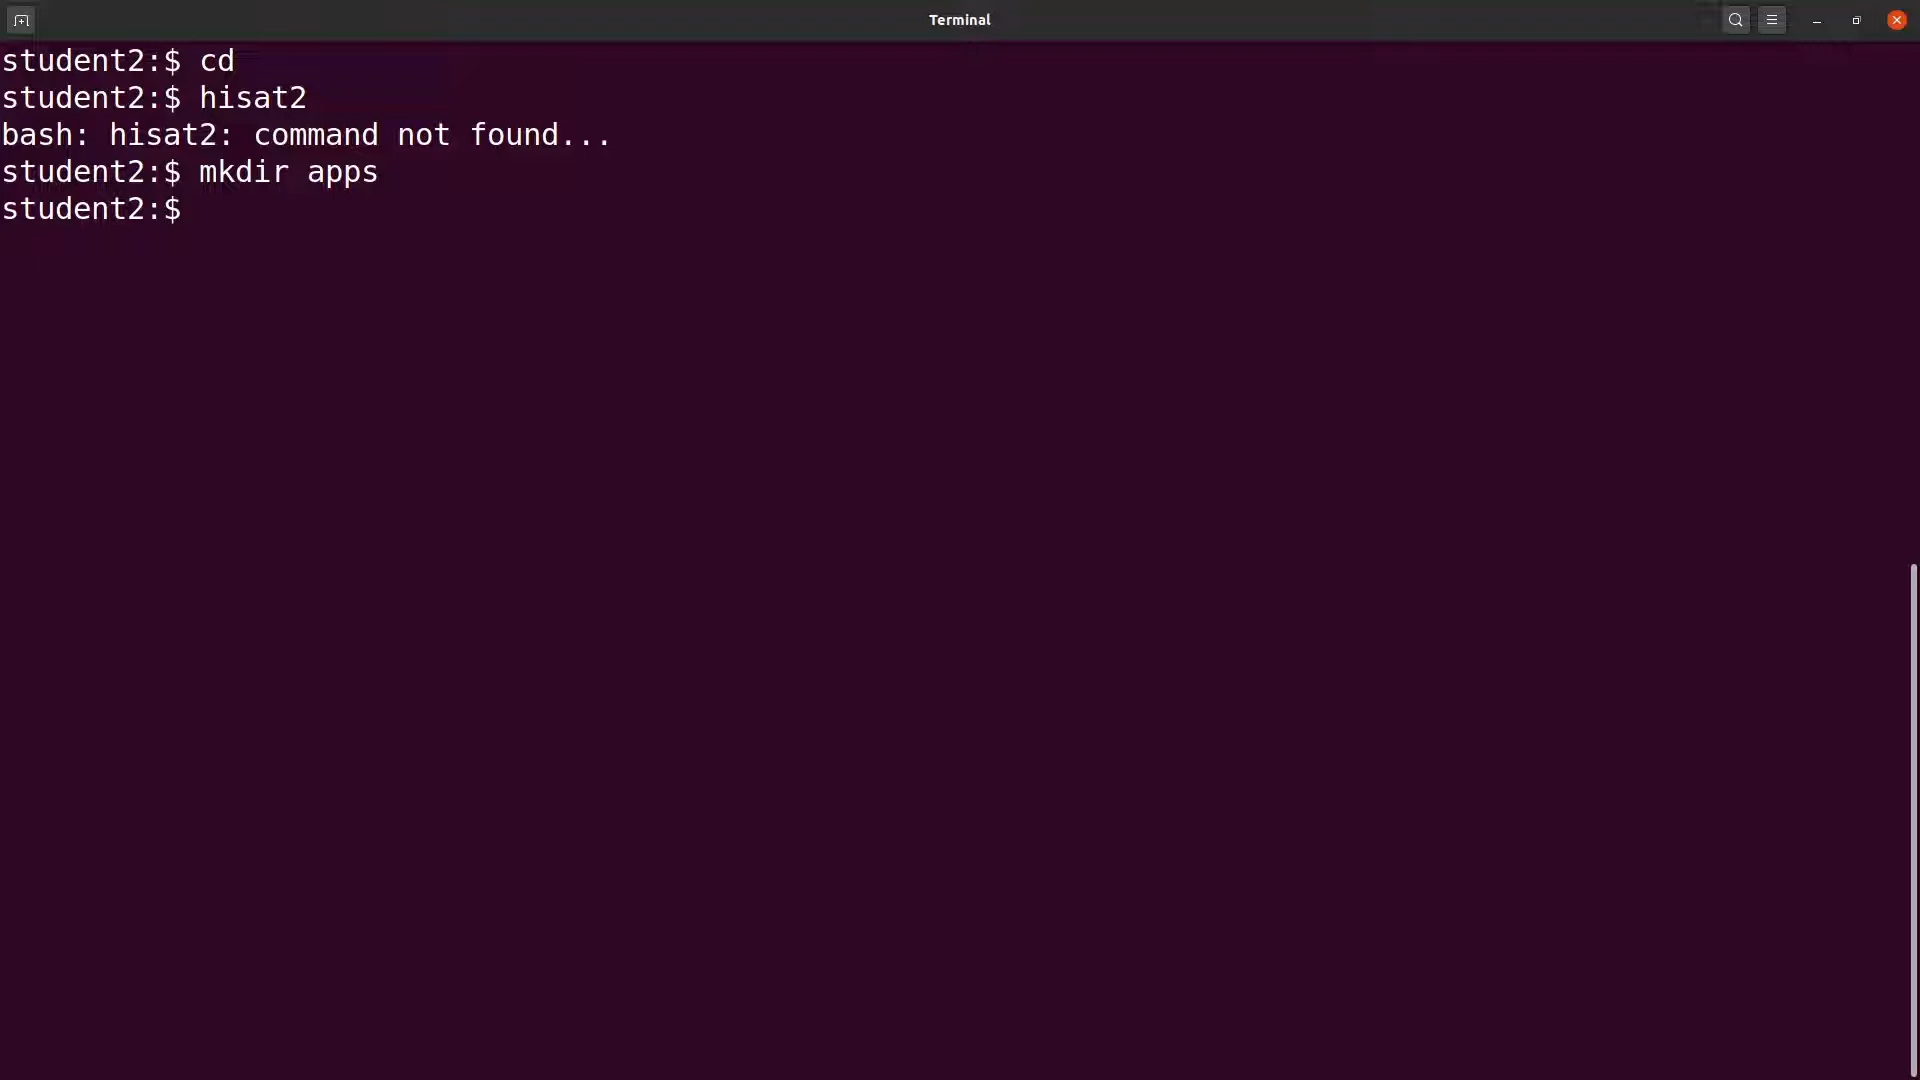 Terminal
student2:$ cd
student2:$ hisat2
bash: hisat2: command not found...
student2:$ mkdir apps
student2:$